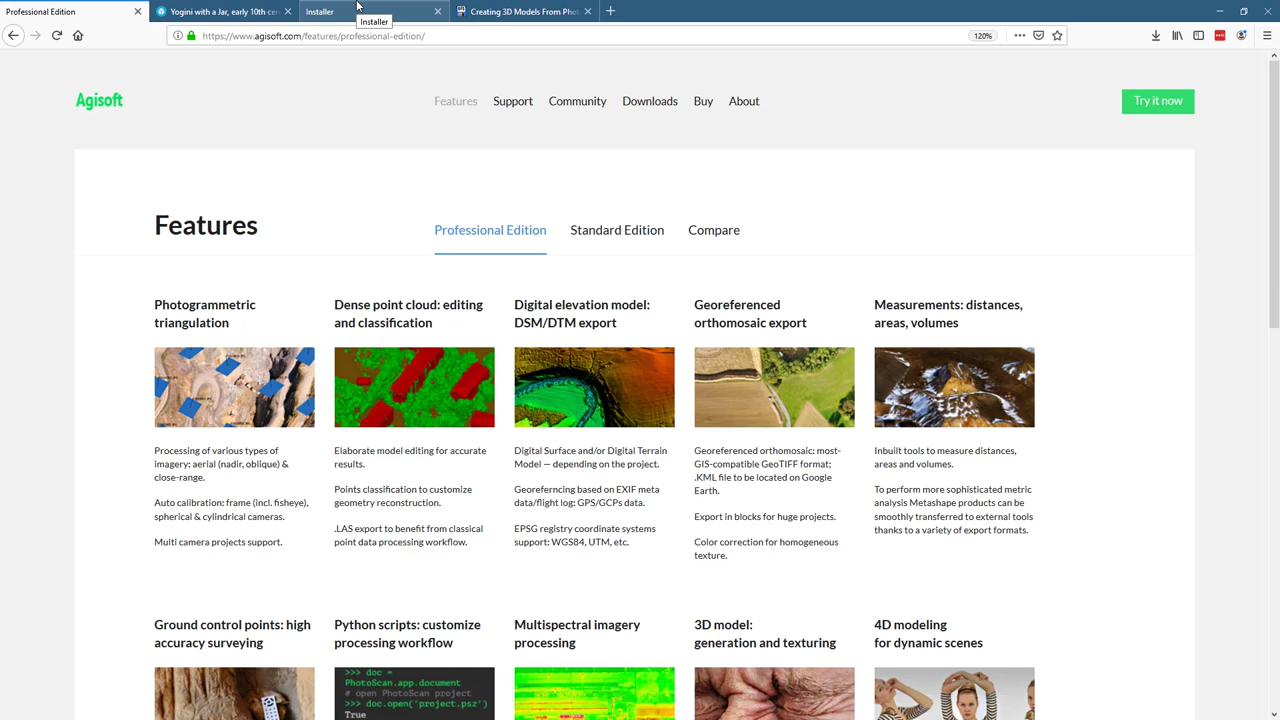 Professional Edition
Yogini with a Jar, early 10th cen
Installer
Creating 3D Models From Phot
Installer
https://www.agisoft.com/features/professional-edition/
120%
Agisoft
Features
Support
Community
Downloads
Buy
About
Try it now
Features
Professional Edition
Standard Edition
Compare
Photogrammetric
triangulation
Processing of various types of
imagery: aerial (nadir, oblique) &
close-range.
Auto calibration: frame (incl. fisheye),
spherical & cylindrical cameras.
Multi camera projects support.
Dense point cloud: editing
and classification
Elaborate model editing for accurate
results.
Points classification to customize
geometry reconstruction.
.LAS export to benefit from classical
point data processing workflow.
Digital elevation model:
DSM/DTM export
Digital Surface and/or Digital Terrain
Model — depending on the project.
Georeferncing based on EXIF meta
data/flight log: GPS/GCPs data.
EPSG registry coordinate systems
support: WGS84, UTM, etc.
Georeferenced
orthomosaic export
Georeferenced orthomosaic: most-
GIS-compatible GeoTIFF format;
.KML file to be located on Google
Earth.
Export in blocks for huge projects.
Color correction for homogeneous
texture.
Measurements: distances,
areas, volumes
Inbuilt tools to measure distances,
areas and volumes.
To perform more sophisticated metric
analysis Metashape products can be
smoothly transferred to external tools
thanks to a variety of export formats.
Ground control points: high
accuracy surveying
Python scripts: customize
processing workflow
>>> doc =
PhotoScan.app.document
# open PhotoScan project
>>> doc.open('project.psz')
True
Multispectral imagery
processing
3D model:
generation and texturing
4D modeling
for dynamic scenes